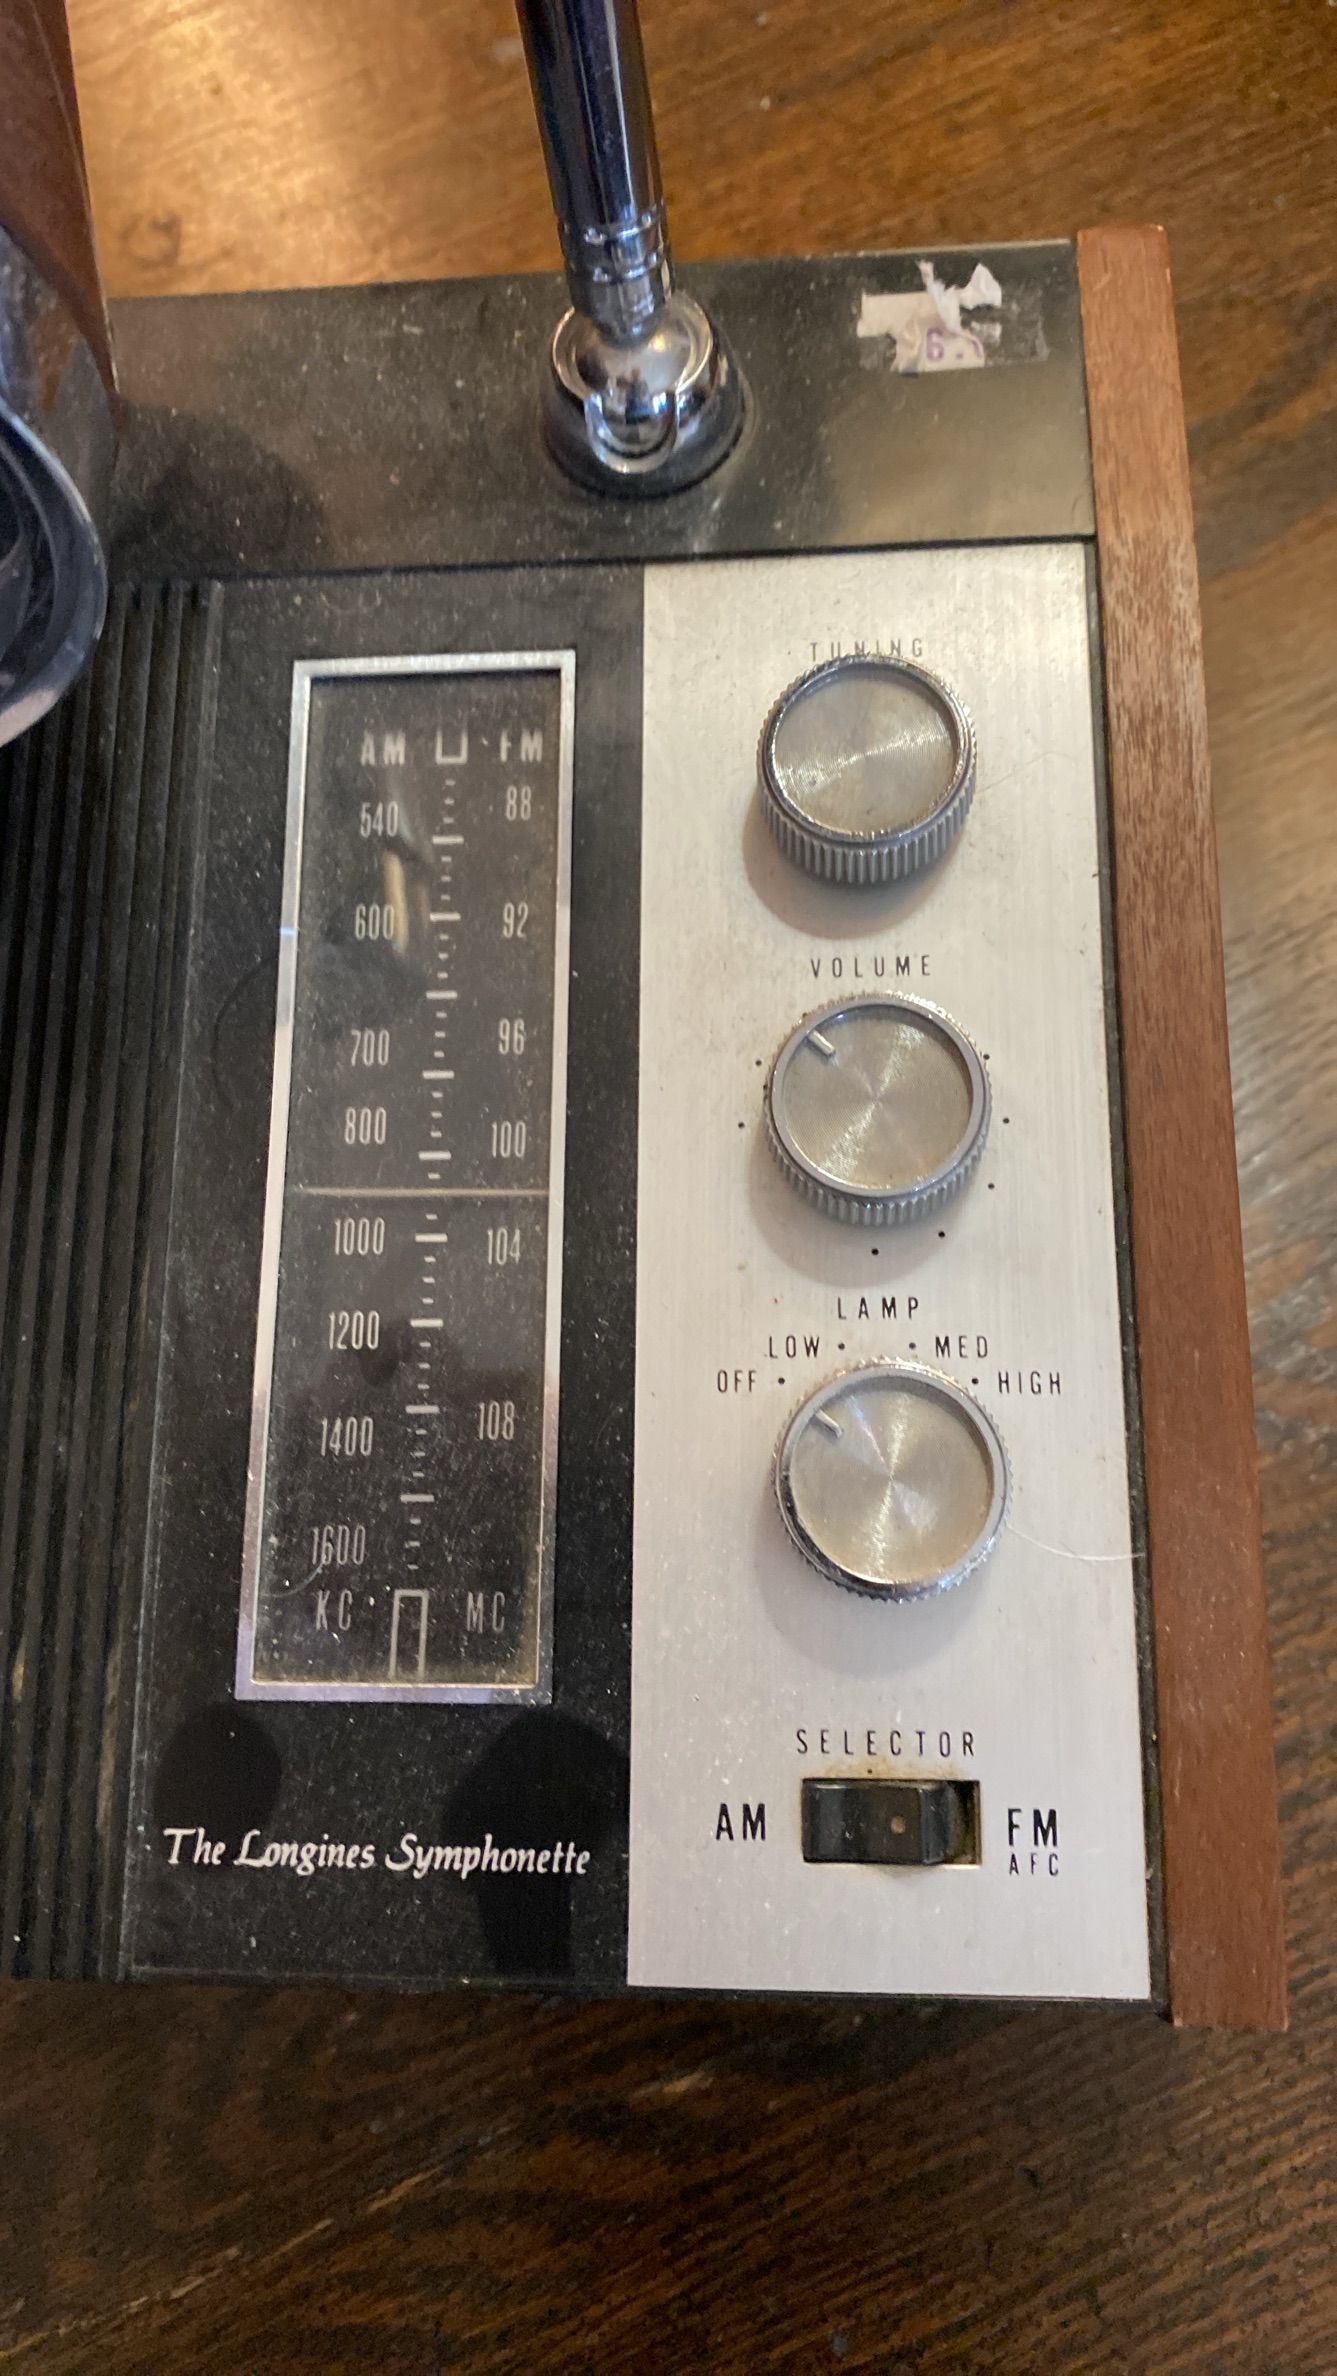 6.
TUNING
AM FM
540 88
600 92
700 96
800 100
1000 104
1200
1400 108
1600
KC MC
VOLUME
LAMP
LOW • • MED
OFF • • HIGH
SELECTOR
AM FM
AFC
The Longines Symphonette